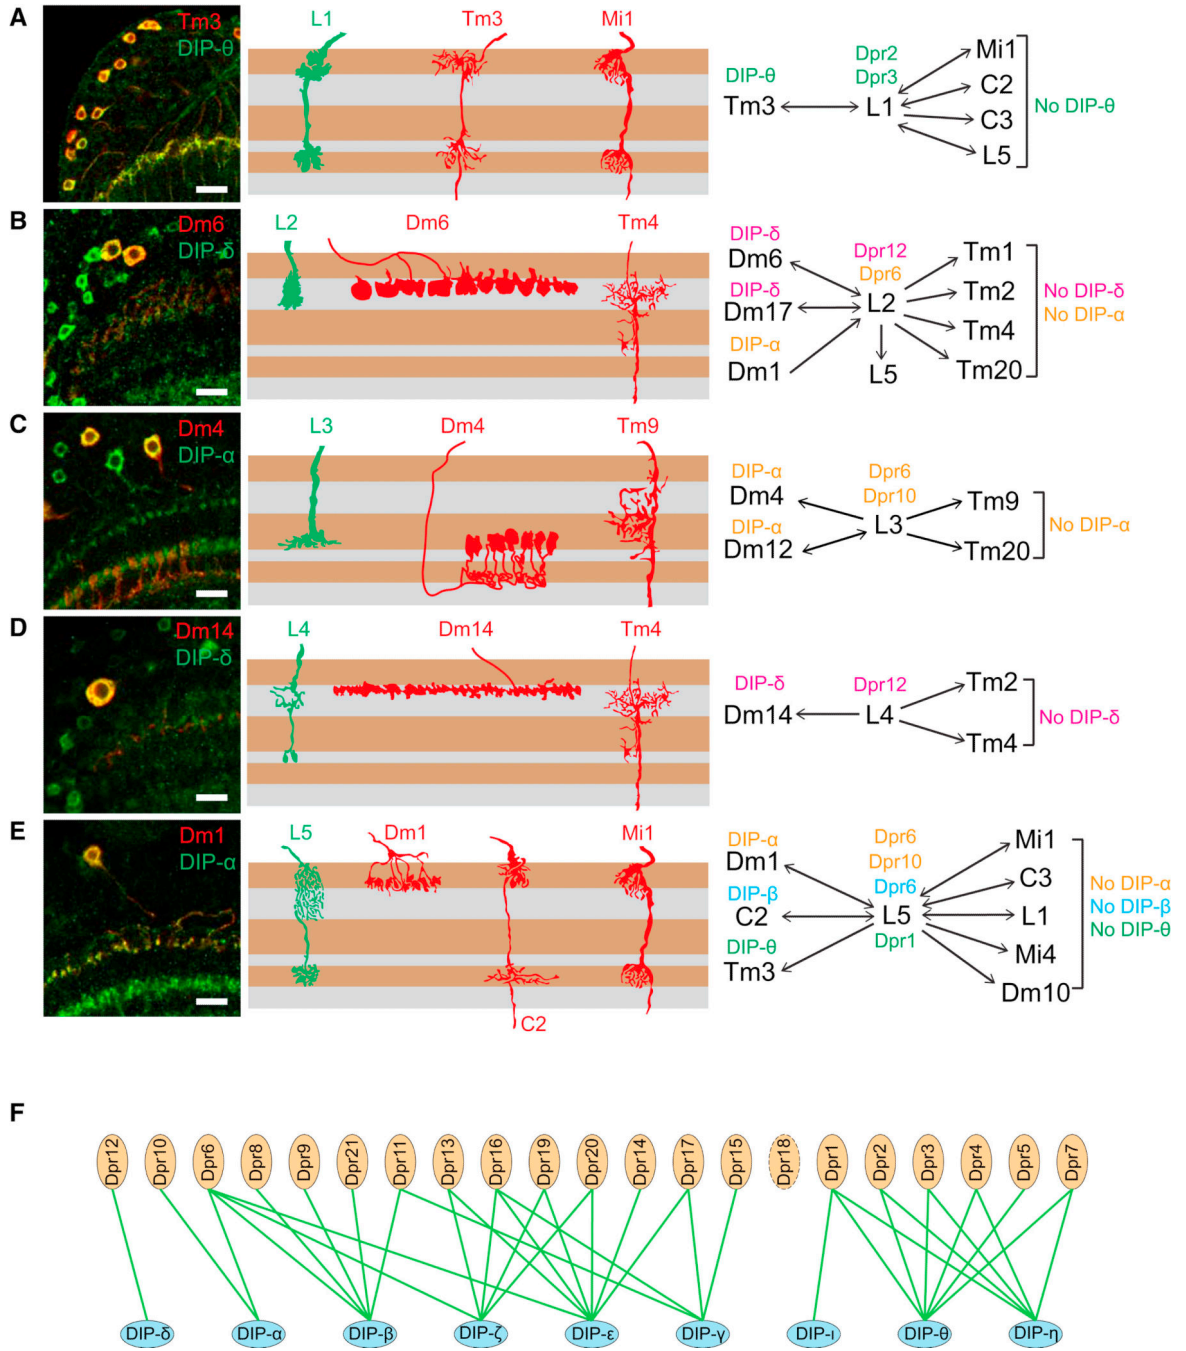 A
Tm3
DIP-θ
L1
Tm3
Mi1
DIP-θ
Tm3
Dpr2
Dpr3
L1
Mi1
C2
C3
L5
No DIP-θ
B
Dm6
DIP-δ
L2
Dm6
Tm4
DIP-δ
Dm6
DIP-δ
Dm17
DIP-α
Dm1
Dpr12
Dpr6
L2
L5
Tm1
Tm2
Tm4
Tm20
No DIP-δ
No DIP-α
C
Dm4
DIP-α
L3
Dm4
Tm9
DIP-α
Dm4
DIP-α
Dm12
Dpr6
Dpr10
L3
Tm9
Tm20
No DIP-α
D
Dm14
DIP-δ
L4
Dm14
Tm4
DIP-δ
Dm14
Dpr12
L4
Tm2
Tm4
No DIP-δ
E
Dm1
DIP-α
L5
Dm1
C2
Mi1
DIP-α
Dm1
DIP-β
C2
DIP-θ
Tm3
Dpr6
Dpr10
Dpr6
L5
Dpr1
Mi1
C3
L1
Mi4
Dm10
No DIP-α
No DIP-β
No DIP-θ
F
Dpr12
Dpr10
Dpr6
Dpr8
Dpr9
Dpr21
Dpr11
Dpr13
Dpr16
Dpr19
Dpr20
Dpr14
Dpr17
Dpr15
Dpr18
Dpr1
Dpr2
Dpr3
Dpr4
Dpr5
Dpr7
DIP-δ
DIP-α
DIP-β
DIP-ζ
DIP-ε
DIP-γ
DIP-ι
DIP-θ
DIP-η